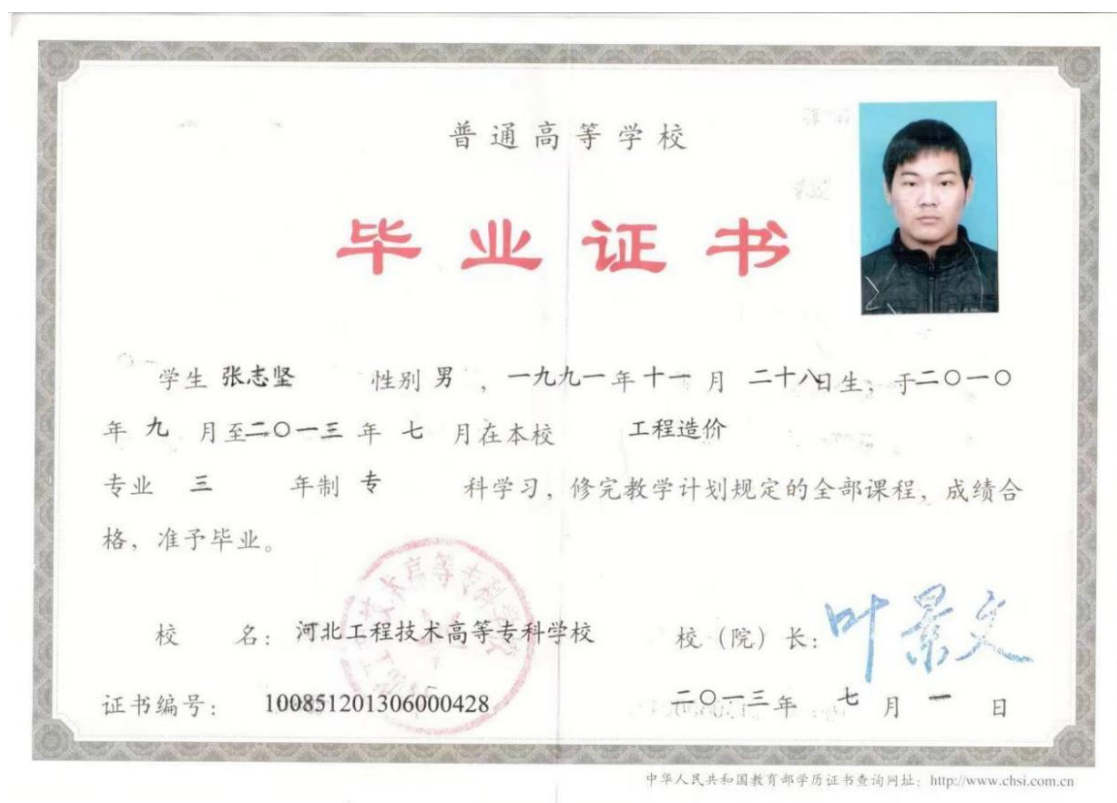 普通高等学校
毕业证书
学生 张志坚 性别 男 ，一九九一年十一月 二十八日生，于二〇一〇
年 九 月至二〇一三 年 七 月在本校 工程造价
专业 三 年制 专 科学习，修完教学计划规定的全部课程，成绩合
格，准予毕业。
校 名：河北工程技术高等专科学校 校（院）长：叶景文
证书编号： 100851201306000428 二〇一三年 七 月 一 日
中华人民共和国教育部学历证书查询网址：http://www.chsi.com.cn